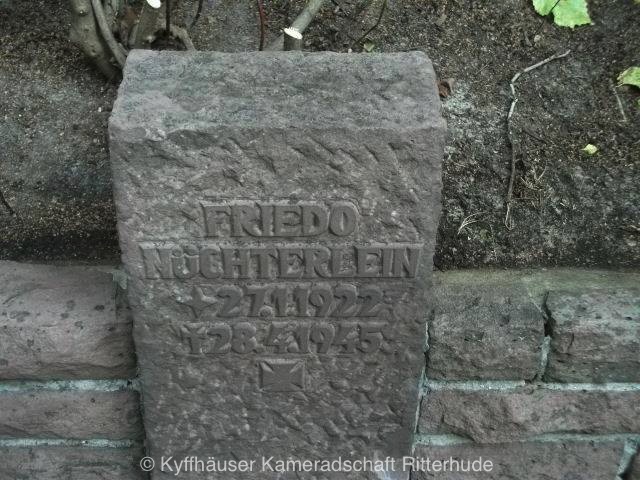 FRIEDO
NÜCHTERLEIN
* 27.1.1922
† 28.4.1945
© Kyffhäuser Kameradschaft Ritterhude